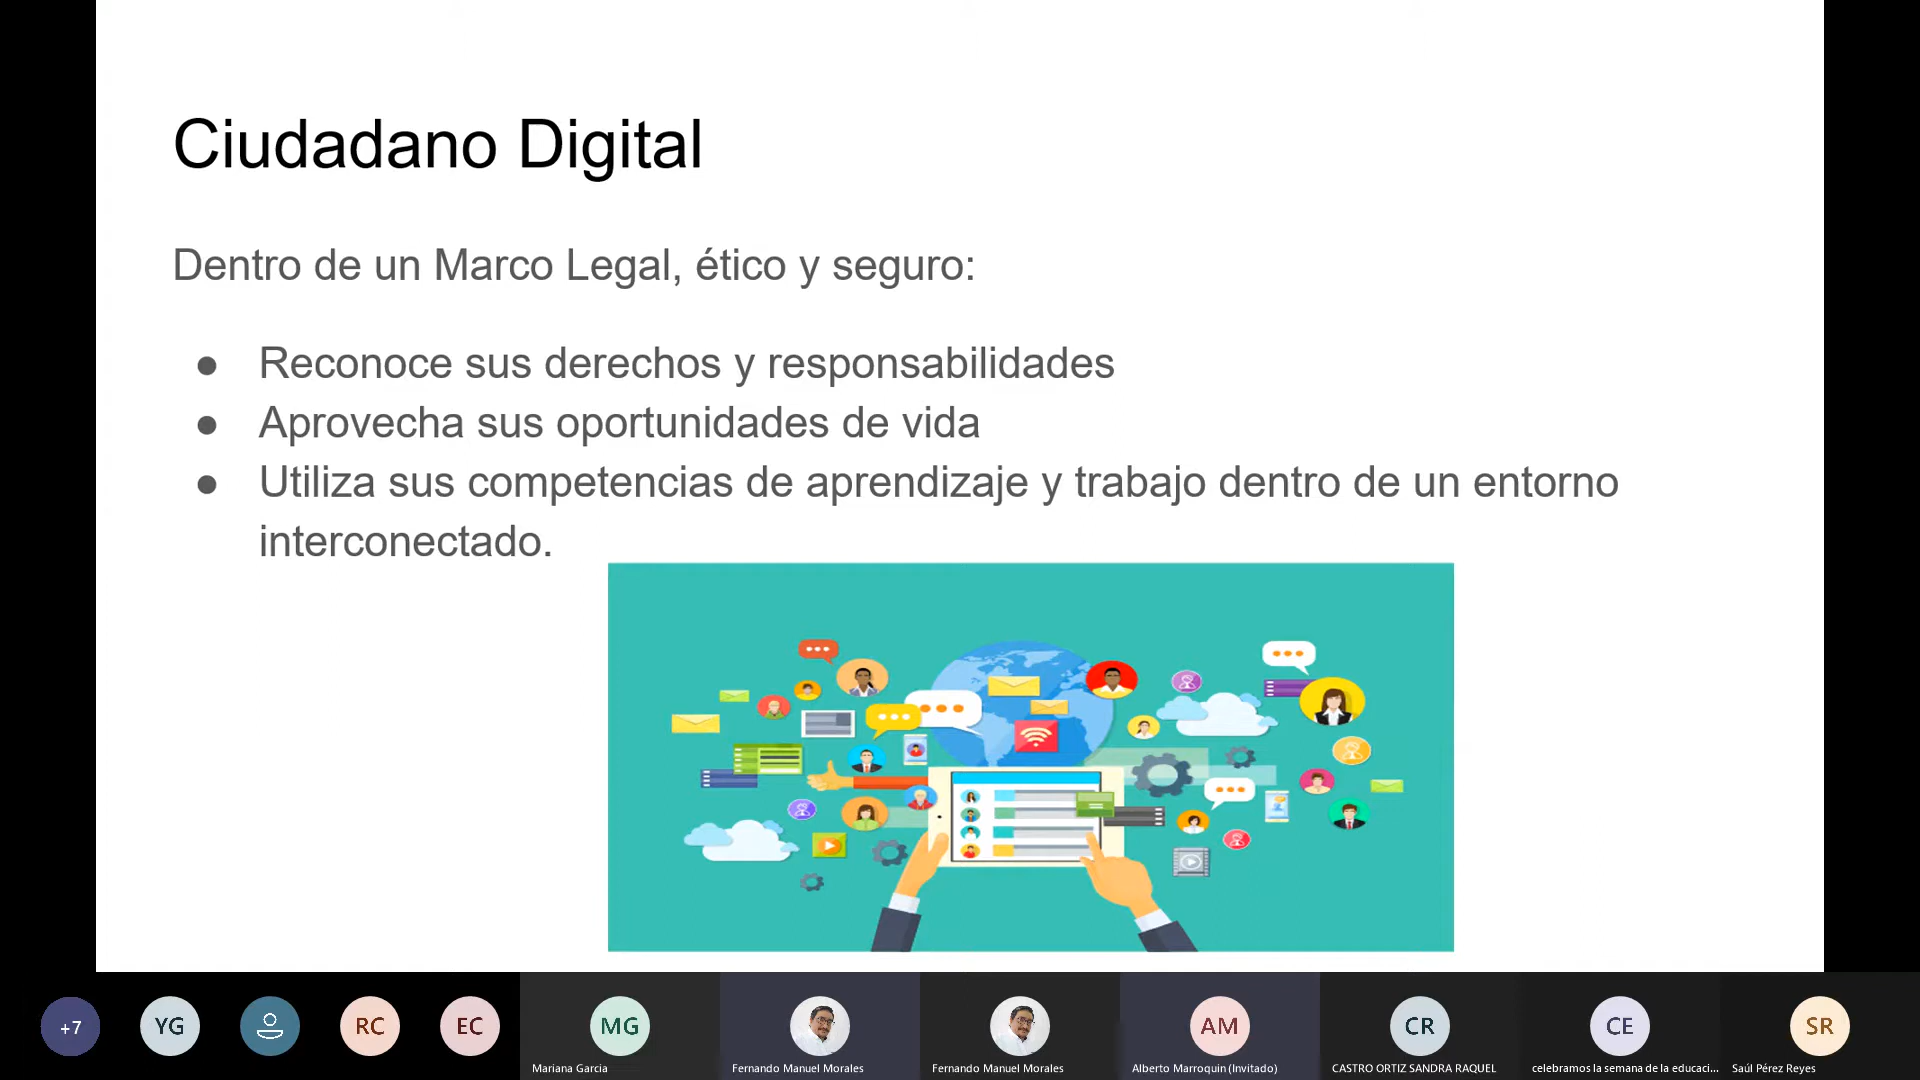 Ciudadano Digital
Dentro de un Marco Legal, ético y seguro:
● Reconoce sus derechos y responsabilidades
● Aprovecha sus oportunidades de vida
● Utiliza sus competencias de aprendizaje y trabajo dentro de un entorno
interconectado.
+7
YG
RC
EC
MG
AM
CR
CE
SR
Mariana Garcia
Fernando Manuel Morales
Fernando Manuel Morales
Alberto Marroquin (Invitado)
CASTRO ORTIZ SANDRA RAQUEL
celebramos la semana de la educaci...
Saúl Pérez Reyes